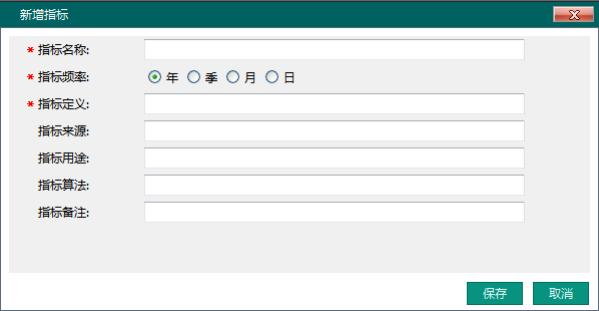 新增指标
* 指标名称:
* 指标频率: 年 季 月 日
* 指标定义:
指标来源:
指标用途:
指标算法:
指标备注:
保存 取消